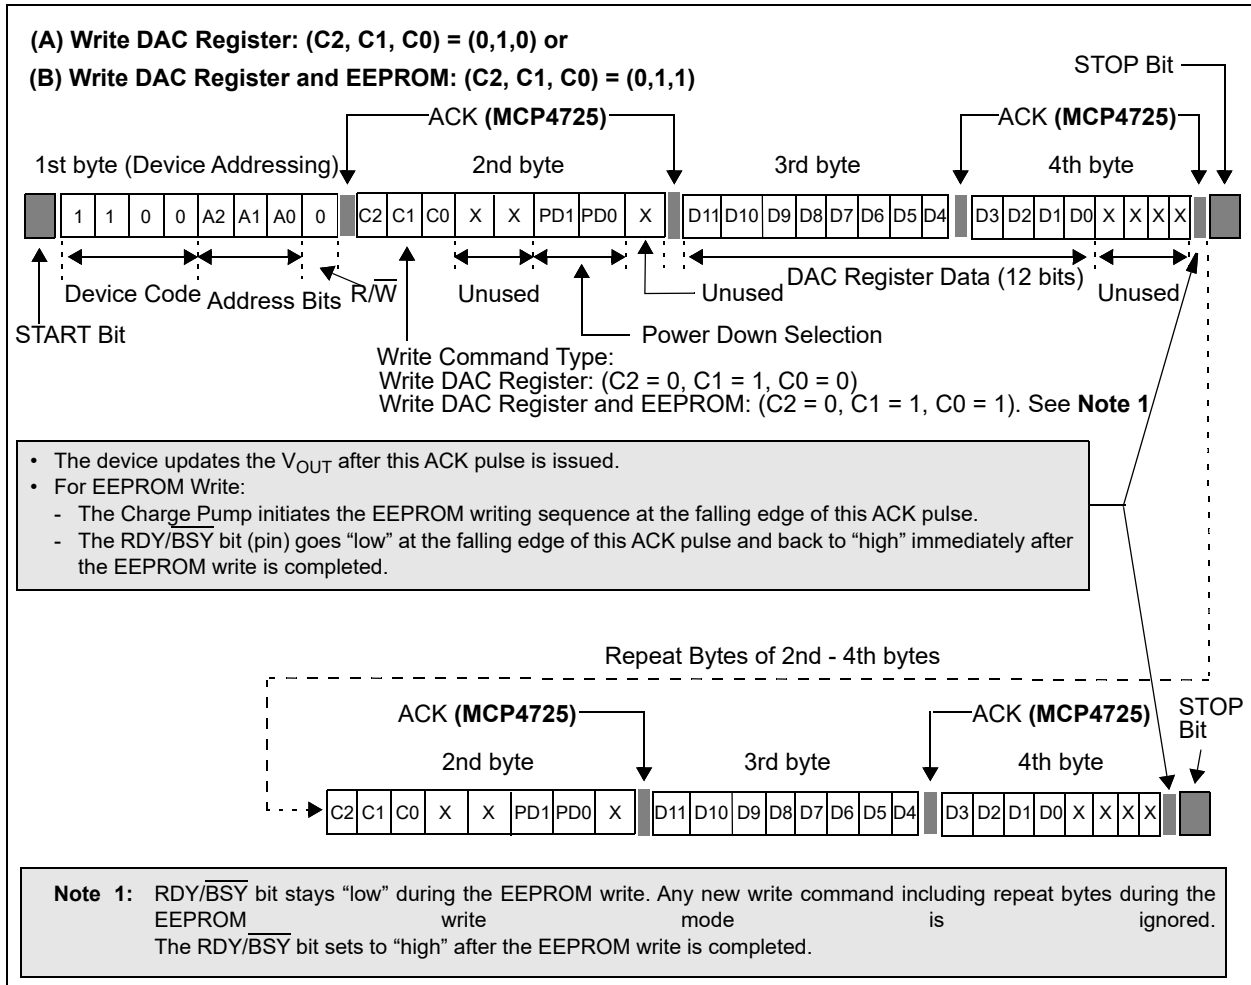 (A) Write DAC Register: (C2, C1, C0) = (0,1,0) or
(B) Write DAC Register and EEPROM: (C2, C1, C0) = (0,1,1)
STOP Bit
ACK (MCP4725)
ACK (MCP4725)
1st byte (Device Addressing)
2nd byte
3rd byte
4th byte
1 1 0 0 A2 A1 A0 0 C2 C1 C0 X X PD1 PD0 X D11 D10 D9 D8 D7 D6 D5 D4 D3 D2 D1 D0 X X X X
Device Code
Address Bits
R/W̅
Unused
Unused
DAC Register Data (12 bits)
Unused
START Bit
Power Down Selection
Write Command Type:
Write DAC Register: (C2 = 0, C1 = 1, C0 = 0)
Write DAC Register and EEPROM: (C2 = 0, C1 = 1, C0 = 1). See Note 1
• The device updates the VOUT after this ACK pulse is issued.
• For EEPROM Write:
- The Charge Pump initiates the EEPROM writing sequence at the falling edge of this ACK pulse.
- The RDY/B̅S̅Y̅ bit (pin) goes “low” at the falling edge of this ACK pulse and back to “high” immediately after
the EEPROM write is completed.
Repeat Bytes of 2nd - 4th bytes
ACK (MCP4725)
ACK (MCP4725)
STOP
Bit
2nd byte
3rd byte
4th byte
C2 C1 C0 X X PD1 PD0 X D11 D10 D9 D8 D7 D6 D5 D4 D3 D2 D1 D0 X X X X
Note 1: RDY/B̅S̅Y̅ bit stays “low” during the EEPROM write. Any new write command including repeat bytes during the
EEPROM write mode is ignored.
The RDY/B̅S̅Y̅ bit sets to “high” after the EEPROM write is completed.